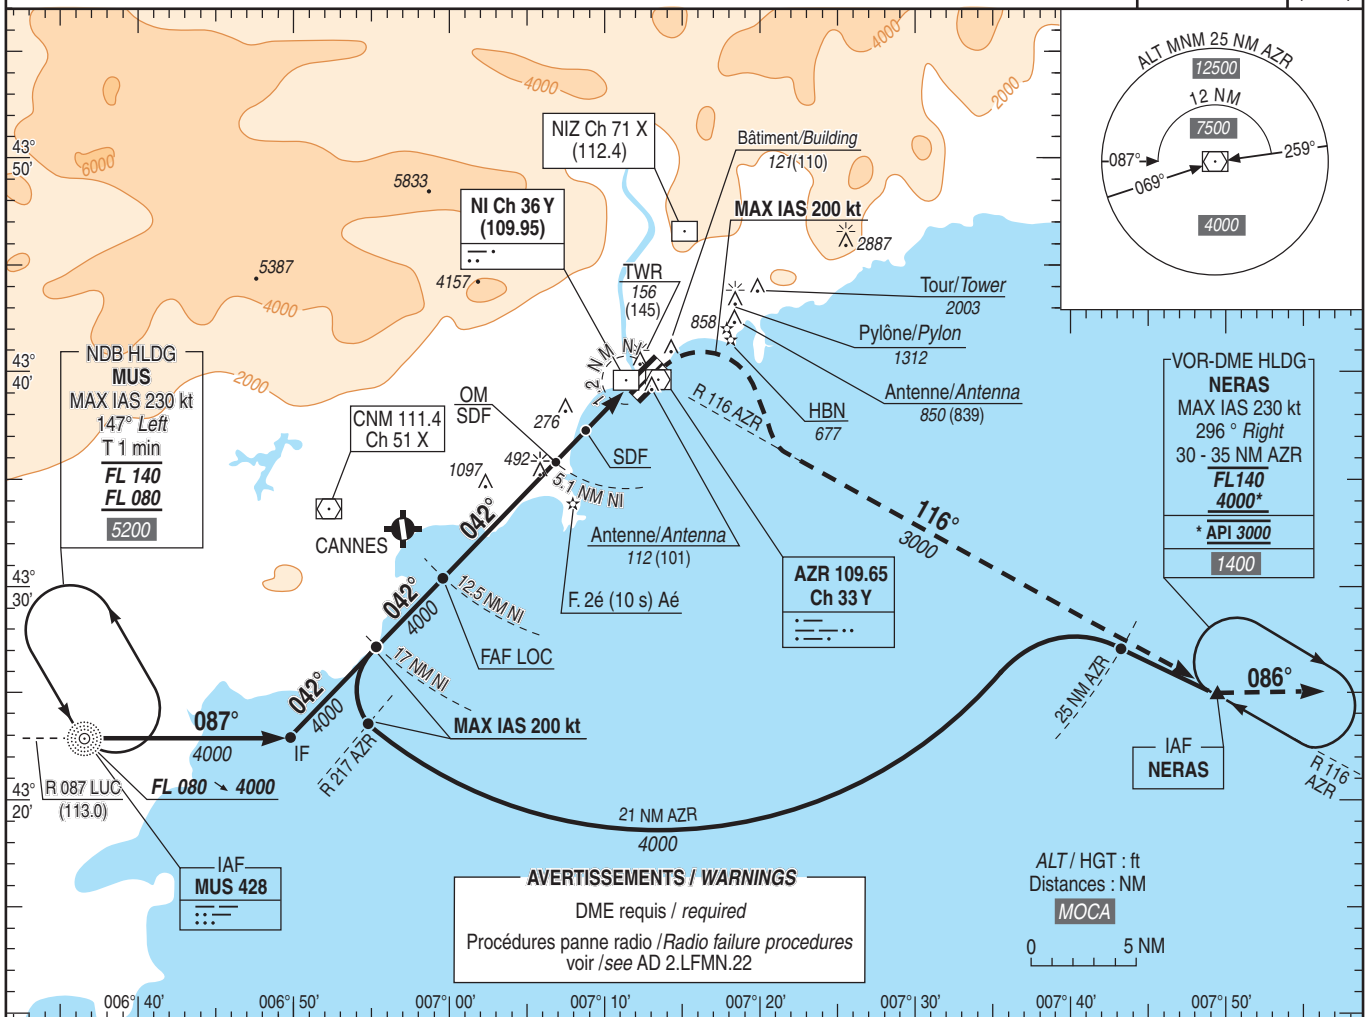 4000
2000
4000
6000
4000
2000
5833
5387
4157
43°
50'
43°
40'
43°
30'
43°
20'
ALT MNM 25 NM AZR
12500
12 NM
7500
087°
069°
259°
4000
NIZ Ch 71 X
(112.4)
Bâtiment/Building
121(110)
NI Ch 36 Y
(109.95)
MAX IAS 200 kt
2887
TWR
156
(145)
858
Tour/Tower
2003
Pylône/Pylon
1312
Antenne/Antenna
850 (839)
HBN
677
NDB HLDG
MUS
MAX IAS 230 kt
147° Left
T 1 min
FL 140
FL 080
5200
VOR-DME HLDG
NERAS
MAX IAS 230 kt
296 ° Right
30 - 35 NM AZR
FL140
4000*
* API 3000
1400
R 116 AZR
OM
SDF
276
CNM 111.4
Ch 51 X
492
1097
SDF
5.1 NM NI
CANNES
042°
Antenne/Antenna
112 (101)
116°
3000
AZR 109.65
Ch 33 Y
F. 2é (10 s) Aé
12.5 NM NI
042°
4000
FAF LOC
17 NM NI
042°
4000
MAX IAS 200 kt
087°
4000
IF
R 217 AZR
25 NM AZR
086°
IAF
NERAS
R 116
AZR
R 087 LUC
(113.0)
FL 080 ↘ 4000
21 NM AZR
4000
IAF
MUS 428
AVERTISSEMENTS / WARNINGS
DME requis / required
Procédures panne radio /Radio failure procedures
voir /see AD 2.LFMN.22
ALT / HGT : ft
Distances : NM
MOCA
0 5 NM
006°40' 006°50' 007°00' 007°10' 007°20' 007°30' 007°40' 007°50'